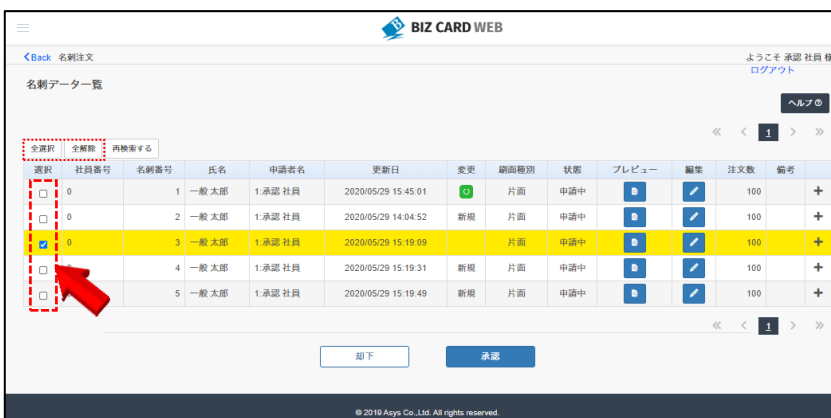 BIZ CARD WEB
Back 名刺注文
ようこそ 承認 社員 様
ログアウト
名刺データ一覧
ヘルプ
« < 1 > »
全選択 全解除 再検索する
選択 社員番号 名刺番号 氏名 申請者名 更新日 変更 刷面種別 状態 プレビュー 編集 注文数 備考
0 1 一般 太郎 1:承認 社員 2020/05/29 15:45:01 片面 申請中 100 +
0 2 一般 太郎 1:承認 社員 2020/05/29 14:04:52 新規 片面 申請中 100 +
0 3 一般 太郎 1:承認 社員 2020/05/29 15:19:09 片面 申請中 100 +
4 一般 太郎 1:承認 社員 2020/05/29 15:19:31 新規 片面 申請中 100 +
5 一般 太郎 1:承認 社員 2020/05/29 15:19:49 新規 片面 申請中 100 +
« < 1 > »
却下 承認
© 2019 Asys Co.,Ltd. All rights reserved.